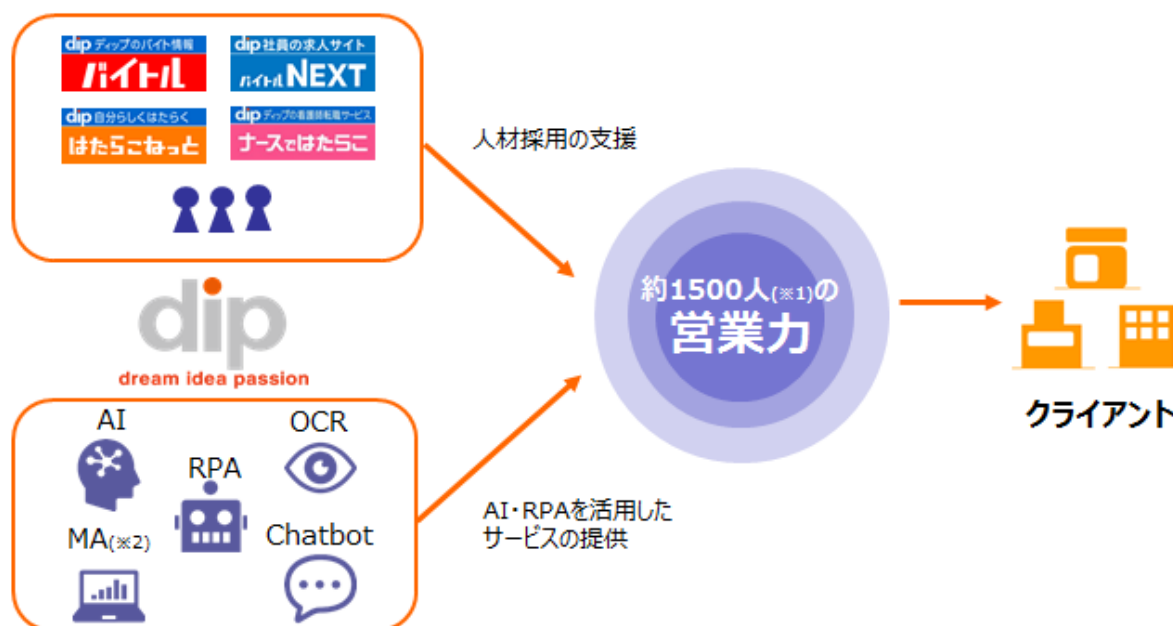 dip ディップのバイト情報
バイトル
dip 社員の求人サイト
バイトルNEXT
dip 自分らしくはたらく
はたらこねっと
dip ディップの看護師転職サービス
ナースではたらこ
人材採用の支援
約1500人(※1)の
営業力
クライアント
dip
dream idea passion
AI
OCR
RPA
MA(※2)
Chatbot
AI・RPAを活用した
サービスの提供